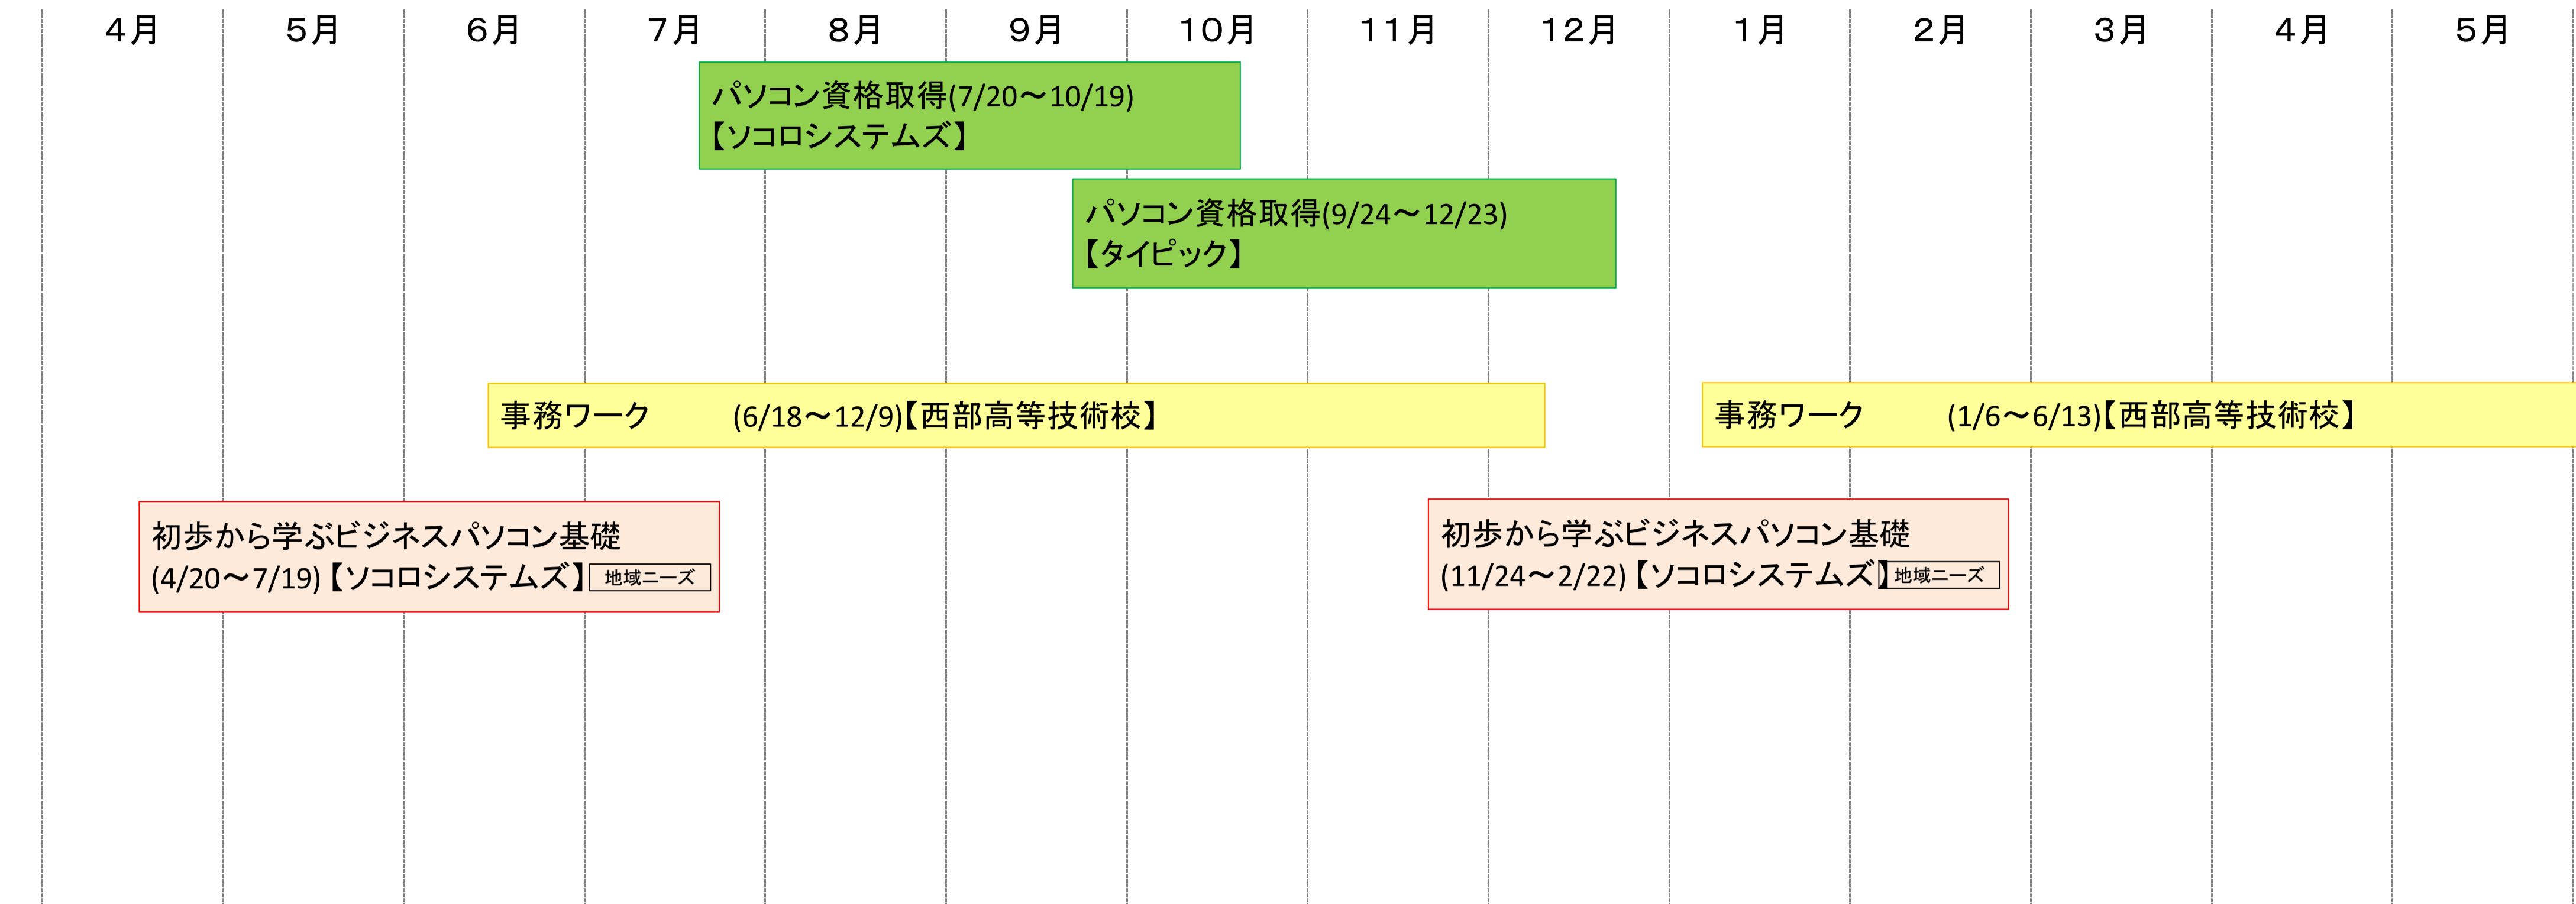 4月 5月 6月 7月 8月 9月 10月 11月 12月 1月 2月 3月 4月 5月
パソコン資格取得(7/20～10/19)
【ソコロシステムズ】
パソコン資格取得(9/24～12/23)
【タイピック】
事務ワーク (6/18～12/9)【西部高等技術校】
事務ワーク (1/6～6/13)【西部高等技術校】
初歩から学ぶビジネスパソコン基礎
(4/20～7/19)【ソコロシステムズ】地域ニーズ
初歩から学ぶビジネスパソコン基礎
(11/24～2/22)【ソコロシステムズ】地域ニーズ